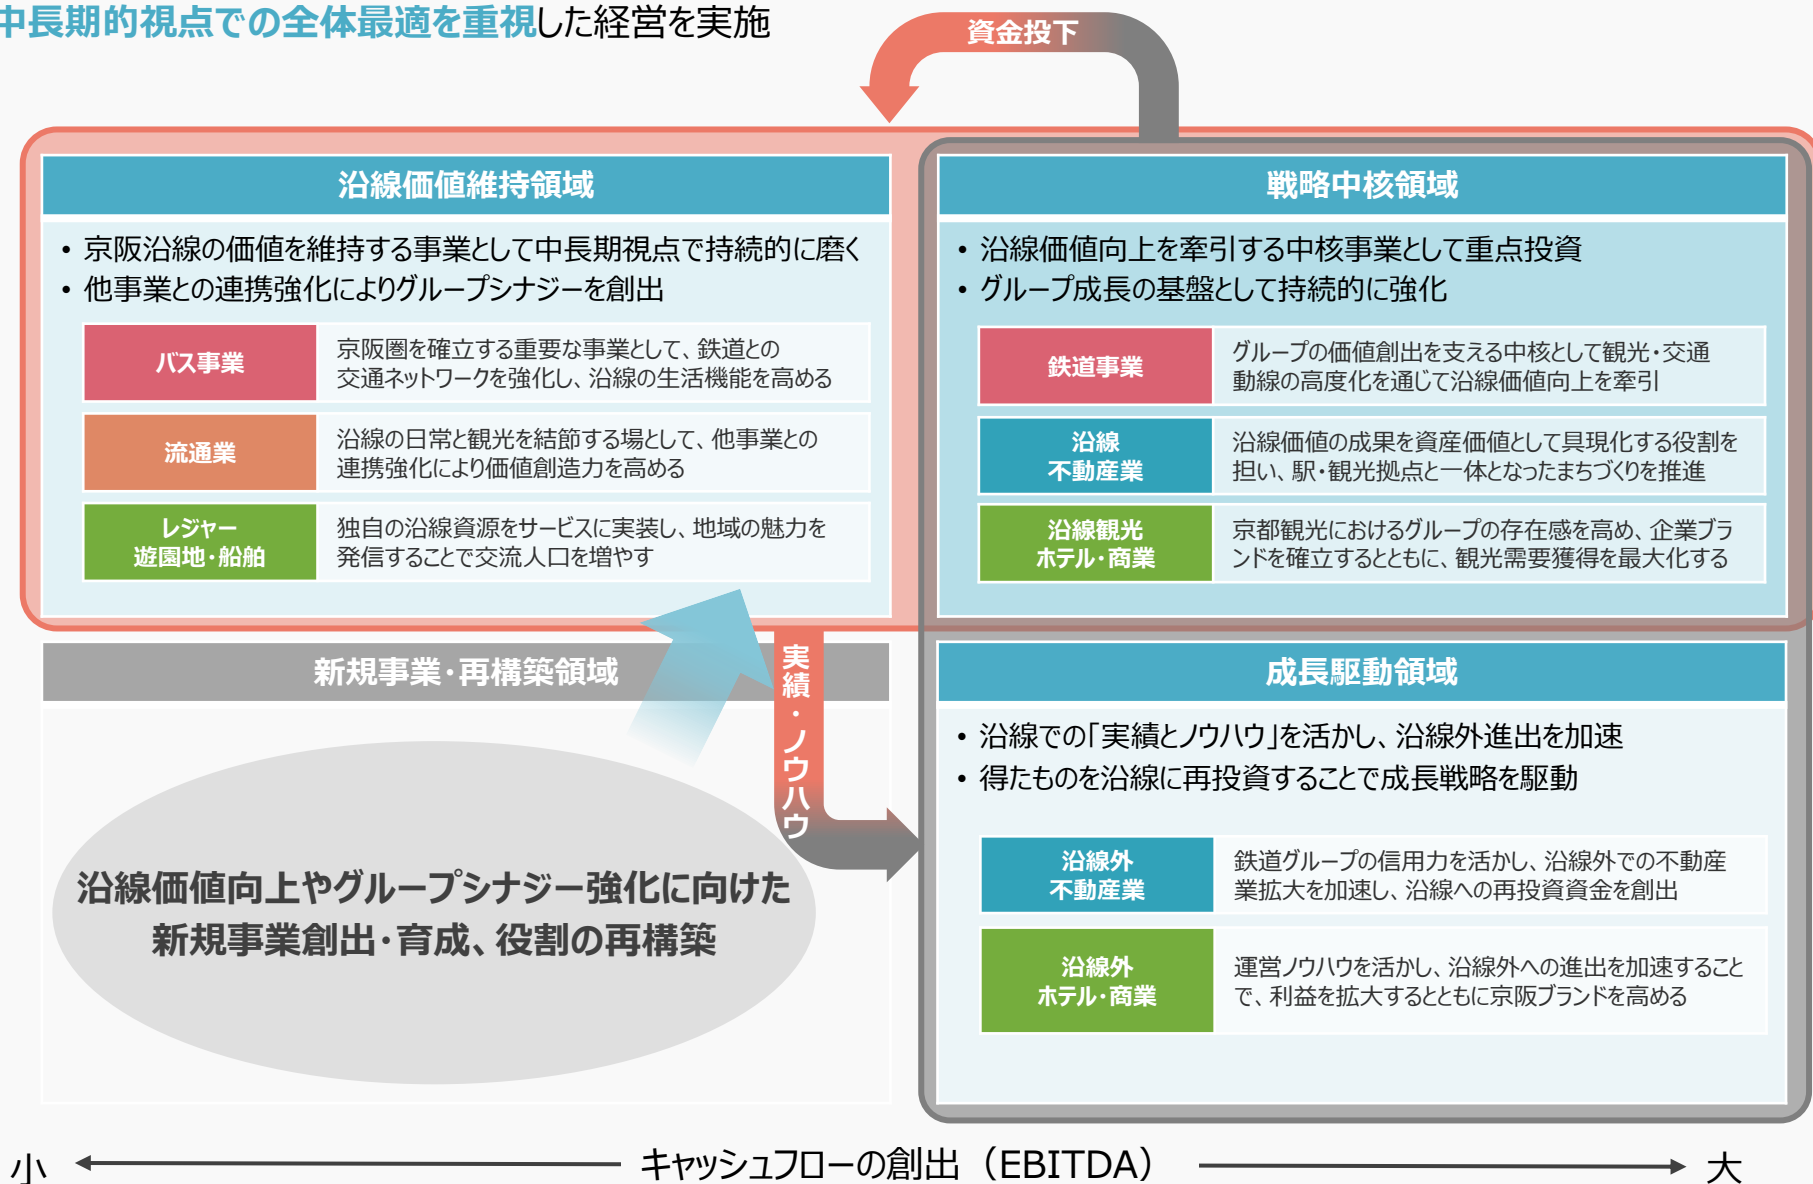 中長期的視点での全体最適を重視した経営を実施
資金投下
沿線価値維持領域
• 京阪沿線の価値を維持する事業として中長期視点で持続的に磨く
• 他事業との連携強化によりグループシナジーを創出
バス事業
京阪圏を確立する重要な事業として、鉄道との
交通ネットワークを強化し、沿線の生活機能を高める
流通業
沿線の日常と観光を結節する場として、他事業との
連携強化により価値創造力を高める
レジャー
遊園地・船舶
独自の沿線資源をサービスに実装し、地域の魅力を
発信することで交流人口を増やす
戦略中核領域
• 沿線価値向上を牽引する中核事業として重点投資
• グループ成長の基盤として持続的に強化
鉄道事業
グループの価値創出を支える中核として観光・交通
動線の高度化を通じて沿線価値向上を牽引
沿線
不動産業
沿線価値の成果を資産価値として具現化する役割を
担い、駅・観光拠点と一体となったまちづくりを推進
沿線観光
ホテル・商業
京都観光におけるグループの存在感を高め、企業ブラ
ンドを確立するとともに、観光需要獲得を最大化する
新規事業・再構築領域
沿線価値向上やグループシナジー強化に向けた
新規事業創出・育成、役割の再構築
実績・ノウハウ
成長駆動領域
• 沿線での「実績とノウハウ」を活かし、沿線外進出を加速
• 得たものを沿線に再投資することで成長戦略を駆動
沿線外
不動産業
鉄道グループの信用力を活かし、沿線外での不動産
業拡大を加速し、沿線への再投資資金を創出
沿線外
ホテル・商業
運営ノウハウを活かし、沿線外への進出を加速すること
で、利益を拡大するとともに京阪ブランドを高める
小
キャッシュフローの創出（EBITDA）
大